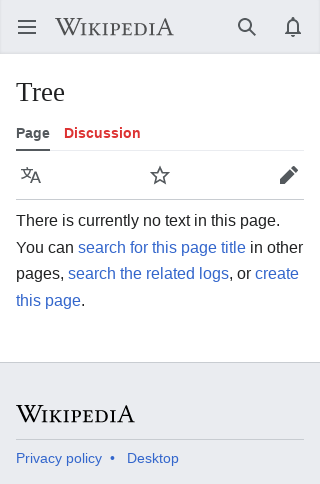 WIKIPEDIA
Tree
Page Discussion
There is currently no text in this page.
You can search for this page title in other
pages, search the related logs, or create
this page.
WIKIPEDIA
Privacy policy • Desktop